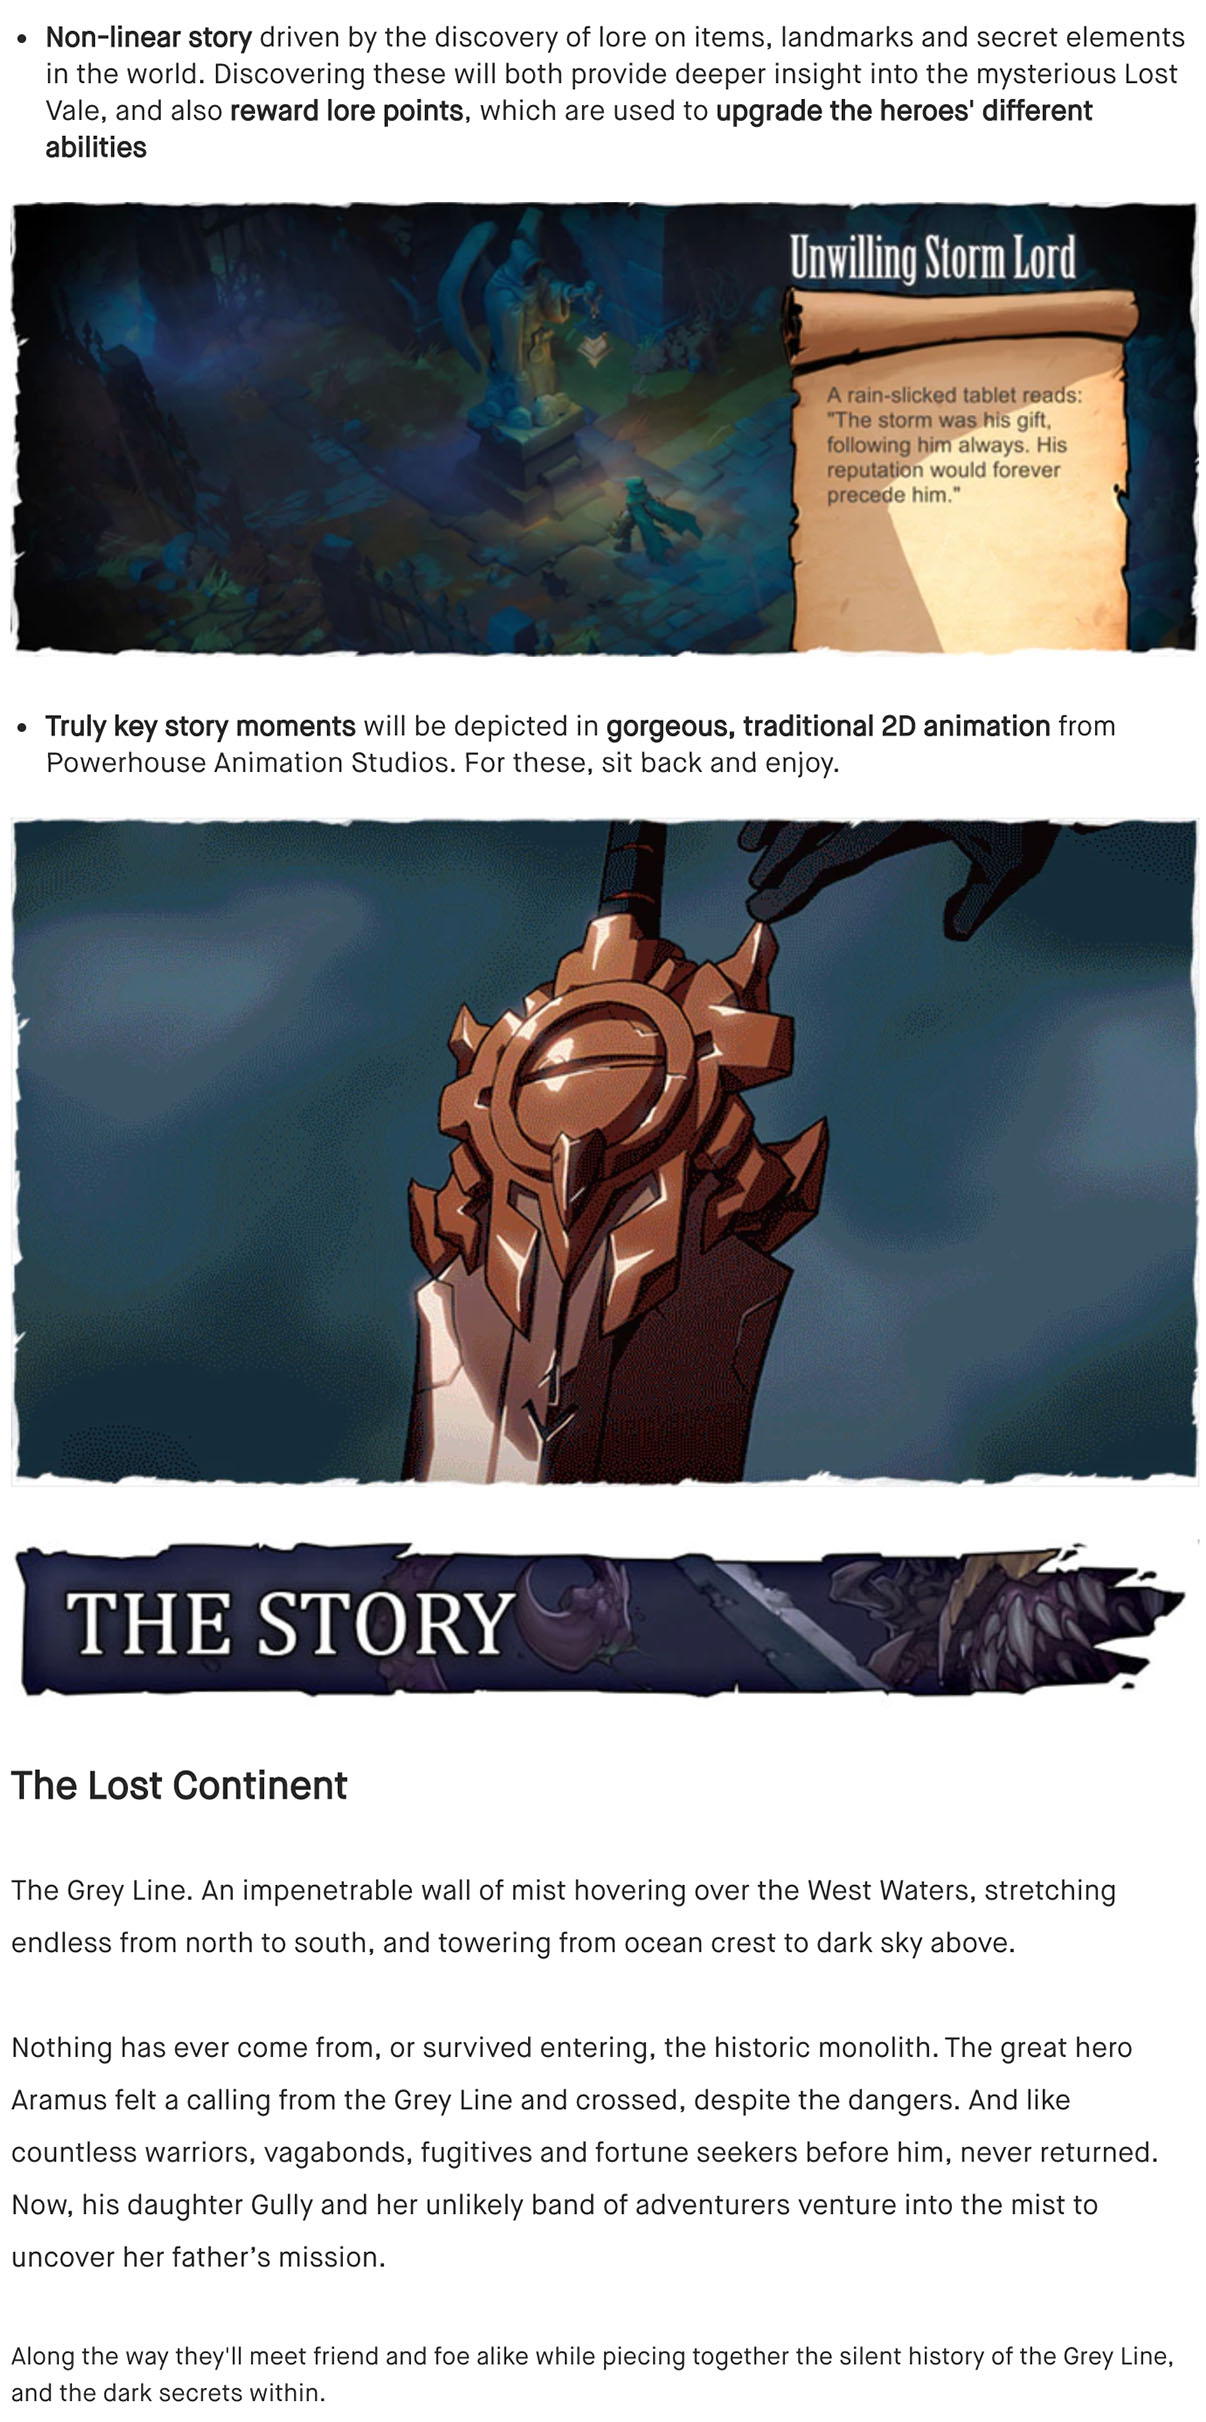 • Non-linear story driven by the discovery of lore on items, landmarks and secret elements
in the world. Discovering these will both provide deeper insight into the mysterious Lost
Vale, and also reward lore points, which are used to upgrade the heroes' different
abilities
Unwilling Storm Lord
A rain-slicked tablet reads:
"The storm was his gift,
following him always. His
reputation would forever
precede him."
• Truly key story moments will be depicted in gorgeous, traditional 2D animation from
Powerhouse Animation Studios. For these, sit back and enjoy.
THE STORY
The Lost Continent
The Grey Line. An impenetrable wall of mist hovering over the West Waters, stretching
endless from north to south, and towering from ocean crest to dark sky above.
Nothing has ever come from, or survived entering, the historic monolith. The great hero
Aramus felt a calling from the Grey Line and crossed, despite the dangers. And like
countless warriors, vagabonds, fugitives and fortune seekers before him, never returned.
Now, his daughter Gully and her unlikely band of adventurers venture into the mist to
uncover her father’s mission.
Along the way they'll meet friend and foe alike while piecing together the silent history of the Grey Line,
and the dark secrets within.